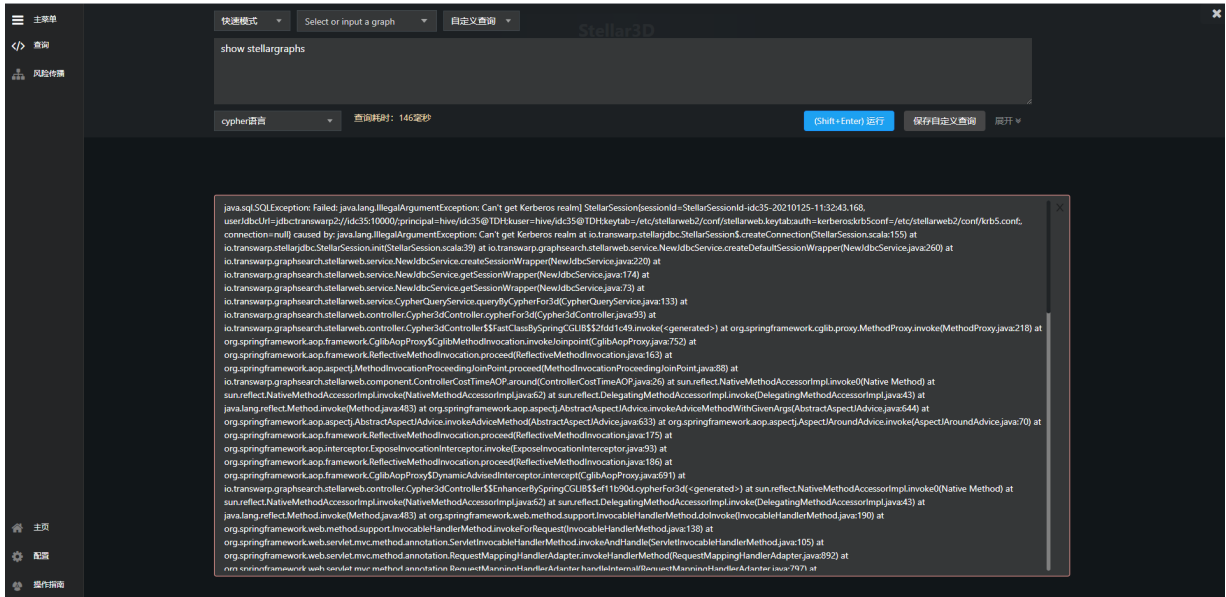 主菜单
快速模式
Select or input a graph
自定义查询
Stellar3D
查询
show stellargraphs
风险传播
cypher语言
查询耗时：146毫秒
(Shift+Enter) 运行
保存自定义查询
展开
java.sql.SQLException: Failed: java.lang.IllegalArgumentException: Can't get Kerberos realm] StellarSession{sessionId=StellarSessionId-idc35-20210125-11:32:43.168,
userJdbcUrl=jdbc:transwarp2://idc35:10000/;principal=hive/idc35@TDH;kuser=hive/idc35@TDH;keytab=/etc/stellarweb2/conf/stellarweb.keytab;auth=kerberos;krb5conf=/etc/stellarweb2/conf/krb5.conf;,
connection=null} caused by: java.lang.IllegalArgumentException: Can't get Kerberos realm at io.transwarp.stellarjdbc.StellarSession$.createConnection(StellarSession.scala:155) at
io.transwarp.stellarjdbc.StellarSession.init(StellarSession.scala:39) at io.transwarp.graphsearch.stellarweb.service.NewJdbcService.createDefaultSessionWrapper(NewJdbcService.java:260) at
io.transwarp.graphsearch.stellarweb.service.NewJdbcService.createSessionWrapper(NewJdbcService.java:220) at
io.transwarp.graphsearch.stellarweb.service.NewJdbcService.getSessionWrapper(NewJdbcService.java:174) at
io.transwarp.graphsearch.stellarweb.service.NewJdbcService.getSessionWrapper(NewJdbcService.java:73) at
io.transwarp.graphsearch.stellarweb.service.CypherQueryService.queryByCypherFor3d(CypherQueryService.java:133) at
io.transwarp.graphsearch.stellarweb.controller.Cypher3dController.cypherFor3d(Cypher3dController.java:93) at
io.transwarp.graphsearch.stellarweb.controller.Cypher3dController$$FastClassBySpringCGLIB$$2fdd1c49.invoke(<generated>) at org.springframework.cglib.proxy.MethodProxy.invoke(MethodProxy.java:218) at
org.springframework.aop.framework.CglibAopProxy$CglibMethodInvocation.invokeJoinpoint(CglibAopProxy.java:752) at
org.springframework.aop.framework.ReflectiveMethodInvocation.proceed(ReflectiveMethodInvocation.java:163) at
org.springframework.aop.aspectj.MethodInvocationProceedingJoinPoint.proceed(MethodInvocationProceedingJoinPoint.java:88) at
io.transwarp.graphsearch.stellarweb.component.ControllerCostTimeAOP.around(ControllerCostTimeAOP.java:26) at sun.reflect.NativeMethodAccessorImpl.invoke0(Native Method) at
sun.reflect.NativeMethodAccessorImpl.invoke(NativeMethodAccessorImpl.java:62) at sun.reflect.DelegatingMethodAccessorImpl.invoke(DelegatingMethodAccessorImpl.java:43) at
java.lang.reflect.Method.invoke(Method.java:483) at org.springframework.aop.aspectj.AbstractAspectJAdvice.invokeAdviceMethodWithGivenArgs(AbstractAspectJAdvice.java:644) at
org.springframework.aop.aspectj.AbstractAspectJAdvice.invokeAdviceMethod(AbstractAspectJAdvice.java:633) at org.springframework.aop.aspectj.AspectJAroundAdvice.invoke(AspectJAroundAdvice.java:70) at
org.springframework.aop.framework.ReflectiveMethodInvocation.proceed(ReflectiveMethodInvocation.java:175) at
org.springframework.aop.interceptor.ExposeInvocationInterceptor.invoke(ExposeInvocationInterceptor.java:93) at
org.springframework.aop.framework.ReflectiveMethodInvocation.proceed(ReflectiveMethodInvocation.java:186) at
org.springframework.aop.framework.CglibAopProxy$DynamicAdvisedInterceptor.intercept(CglibAopProxy.java:691) at
io.transwarp.graphsearch.stellarweb.controller.Cypher3dController$$EnhancerBySpringCGLIB$$ef11b90d.cypherFor3d(<generated>) at sun.reflect.NativeMethodAccessorImpl.invoke0(Native Method) at
sun.reflect.NativeMethodAccessorImpl.invoke(NativeMethodAccessorImpl.java:62) at sun.reflect.DelegatingMethodAccessorImpl.invoke(DelegatingMethodAccessorImpl.java:43) at
java.lang.reflect.Method.invoke(Method.java:483) at org.springframework.web.method.support.InvocableHandlerMethod.doInvoke(InvocableHandlerMethod.java:190) at
org.springframework.web.method.support.InvocableHandlerMethod.invokeForRequest(InvocableHandlerMethod.java:138) at
org.springframework.web.servlet.mvc.method.annotation.ServletInvocableHandlerMethod.invokeAndHandle(ServletInvocableHandlerMethod.java:105) at
org.springframework.web.servlet.mvc.method.annotation.RequestMappingHandlerAdapter.invokeHandlerMethod(RequestMappingHandlerAdapter.java:892) at
org.springframework.web.servlet.mvc.method.annotation.RequestMappingHandlerAdapter.handleInternal(RequestMappingHandlerAdapter.java:797) at
主页
配置
操作指南